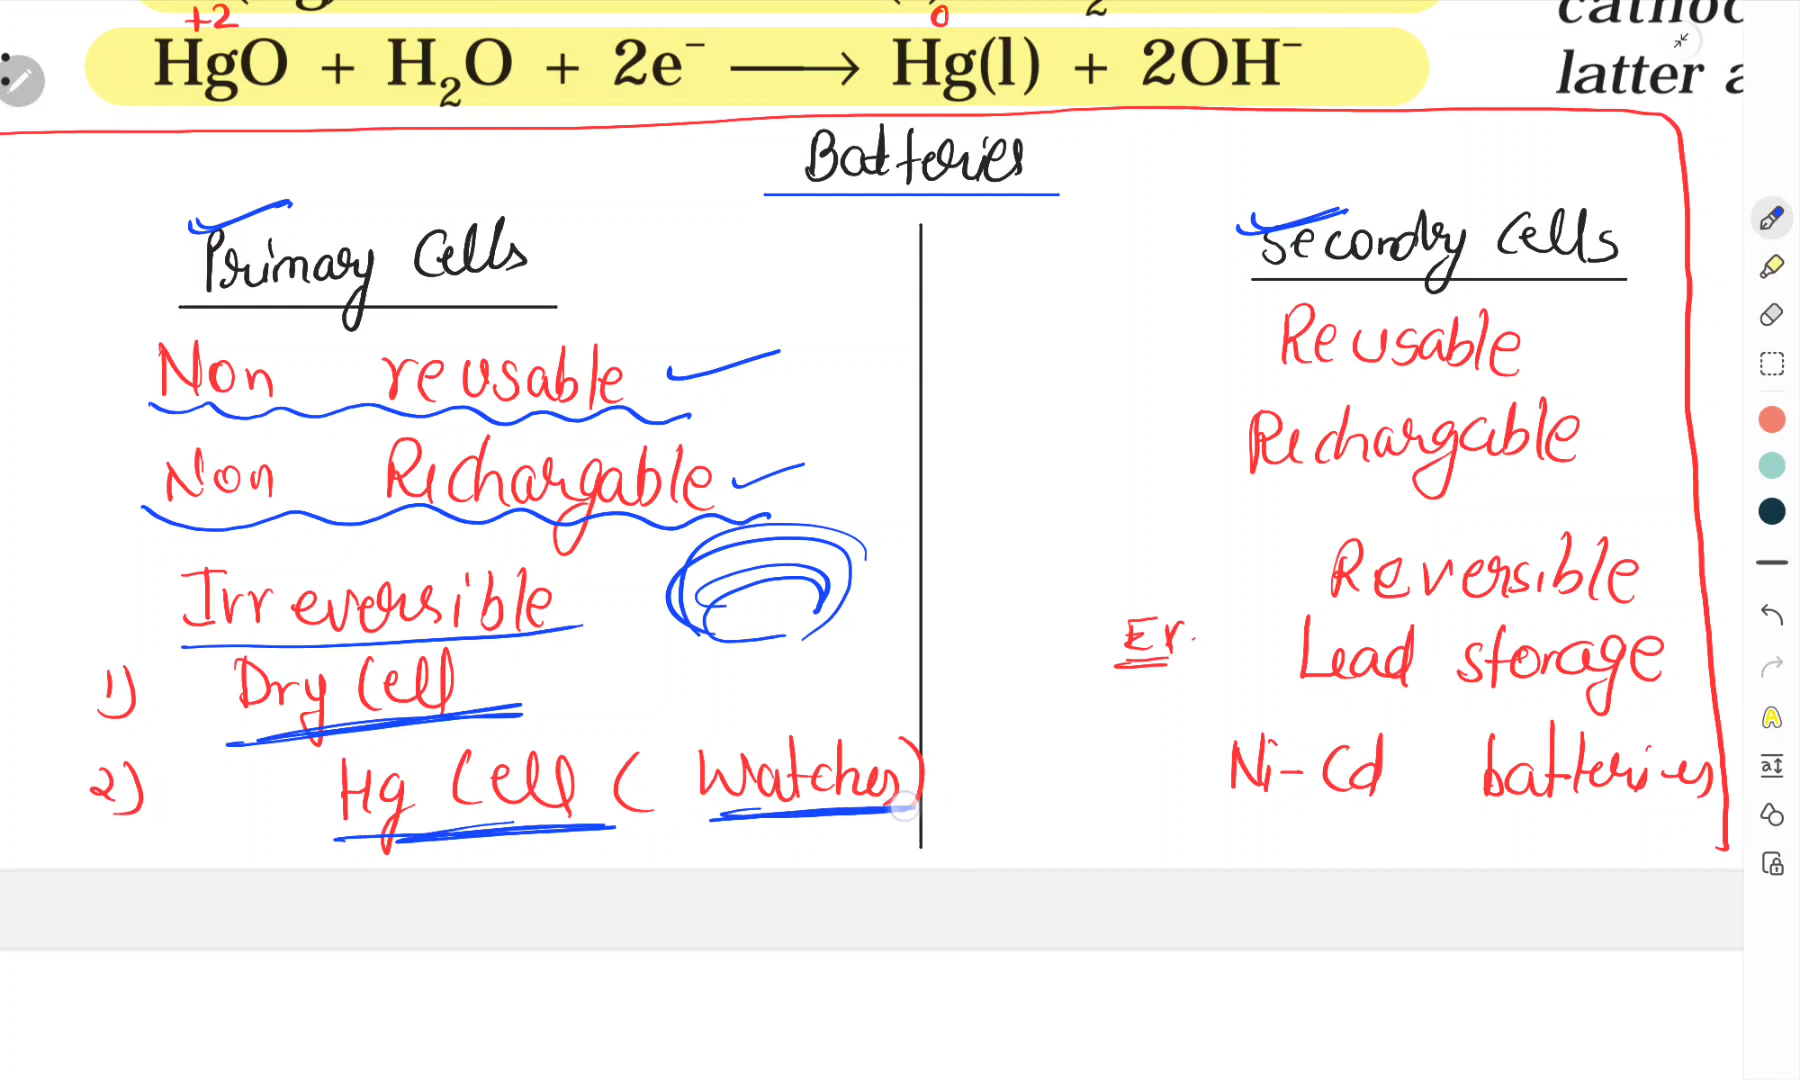 +2
0
2
HgO + H₂O + 2e⁻ ⟶ Hg(l) + 2OH⁻
latter a
Batteries
Primary Cells
Non reusable
Non Rechargable
Irreversible
1) Dry Cell
2) Hg Cell ( Watches)
Secondry Cells
Reusable
Rechargable
Reversible
Ex. Lead storage
Ni-Cd batteries